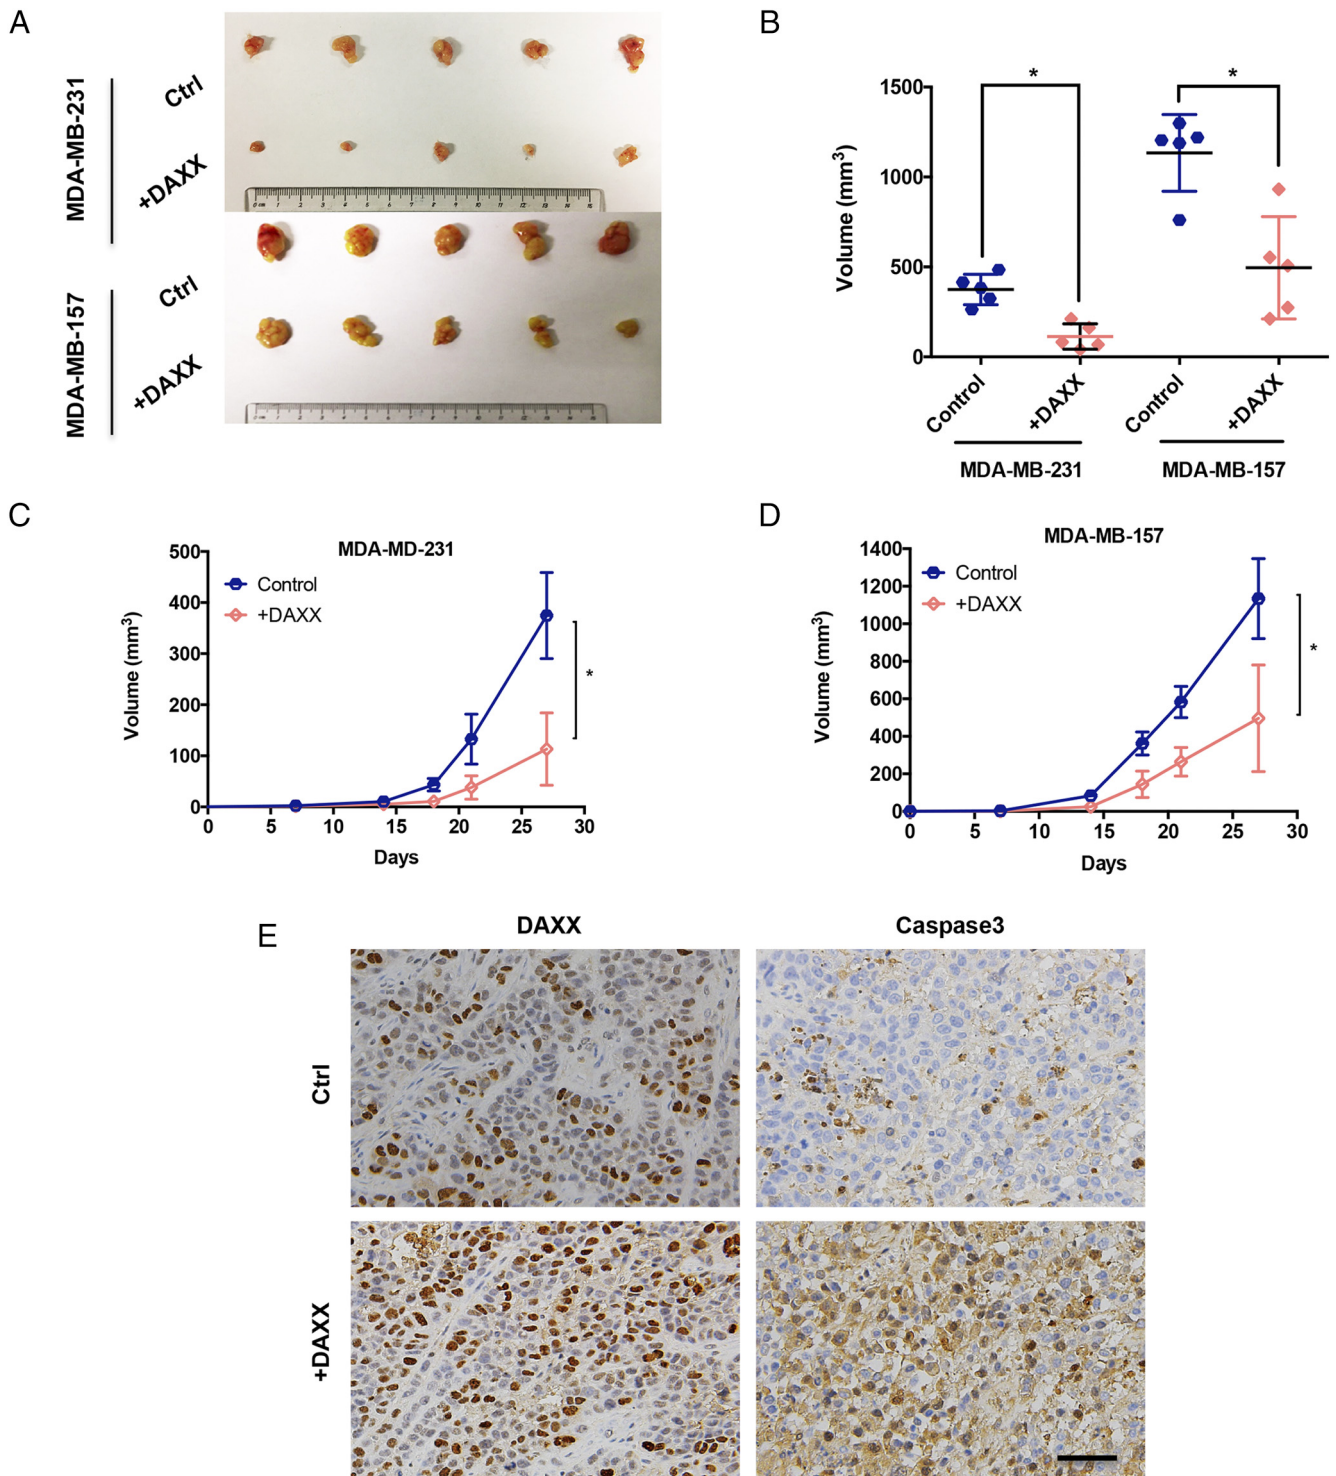 A
MDA-MB-231
Ctrl
+DAXX
MDA-MB-157
Ctrl
+DAXX
B
Volume (mm3)
1500
1000
500
0
*
*
Control
+DAXX
Control
+DAXX
MDA-MB-231
MDA-MB-157
C
MDA-MD-231
Volume (mm3)
500
400
300
200
100
0
Control
+DAXX
*
0 5 10 15 20 25 30
Days
D
MDA-MB-157
Volume (mm3)
1400
1200
1000
800
600
400
200
0
Control
+DAXX
*
0 5 10 15 20 25 30
Days
E
DAXX
Caspase3
Ctrl
+DAXX